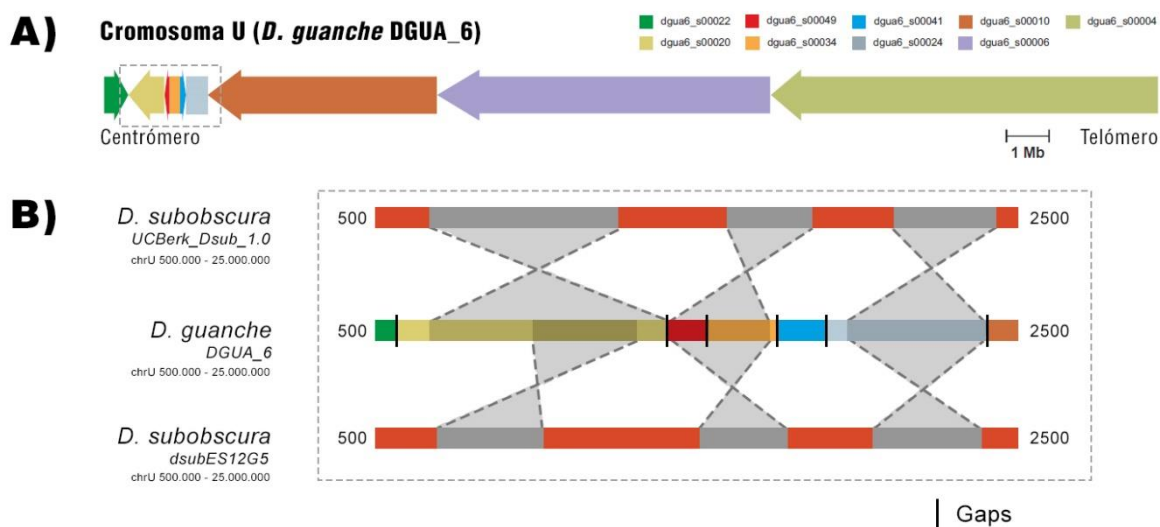 A) Cromosoma U (D. guanche DGUA_6)
dgua6_s00022 dgua6_s00049 dgua6_s00041 dgua6_s00010 dgua6_s00004
dgua6_s00020 dgua6_s00034 dgua6_s00024 dgua6_s00006
Centrómero
1 Mb
Telómero
B)
D. subobscura
UCBerk_Dsub_1.0
chrU 500.000 - 25.000.000
500
2500
D. guanche
DGUA_6
chrU 500.000 - 25.000.000
500
2500
D. subobscura
dsubES12G5
chrU 500.000 - 25.000.000
500
2500
Gaps